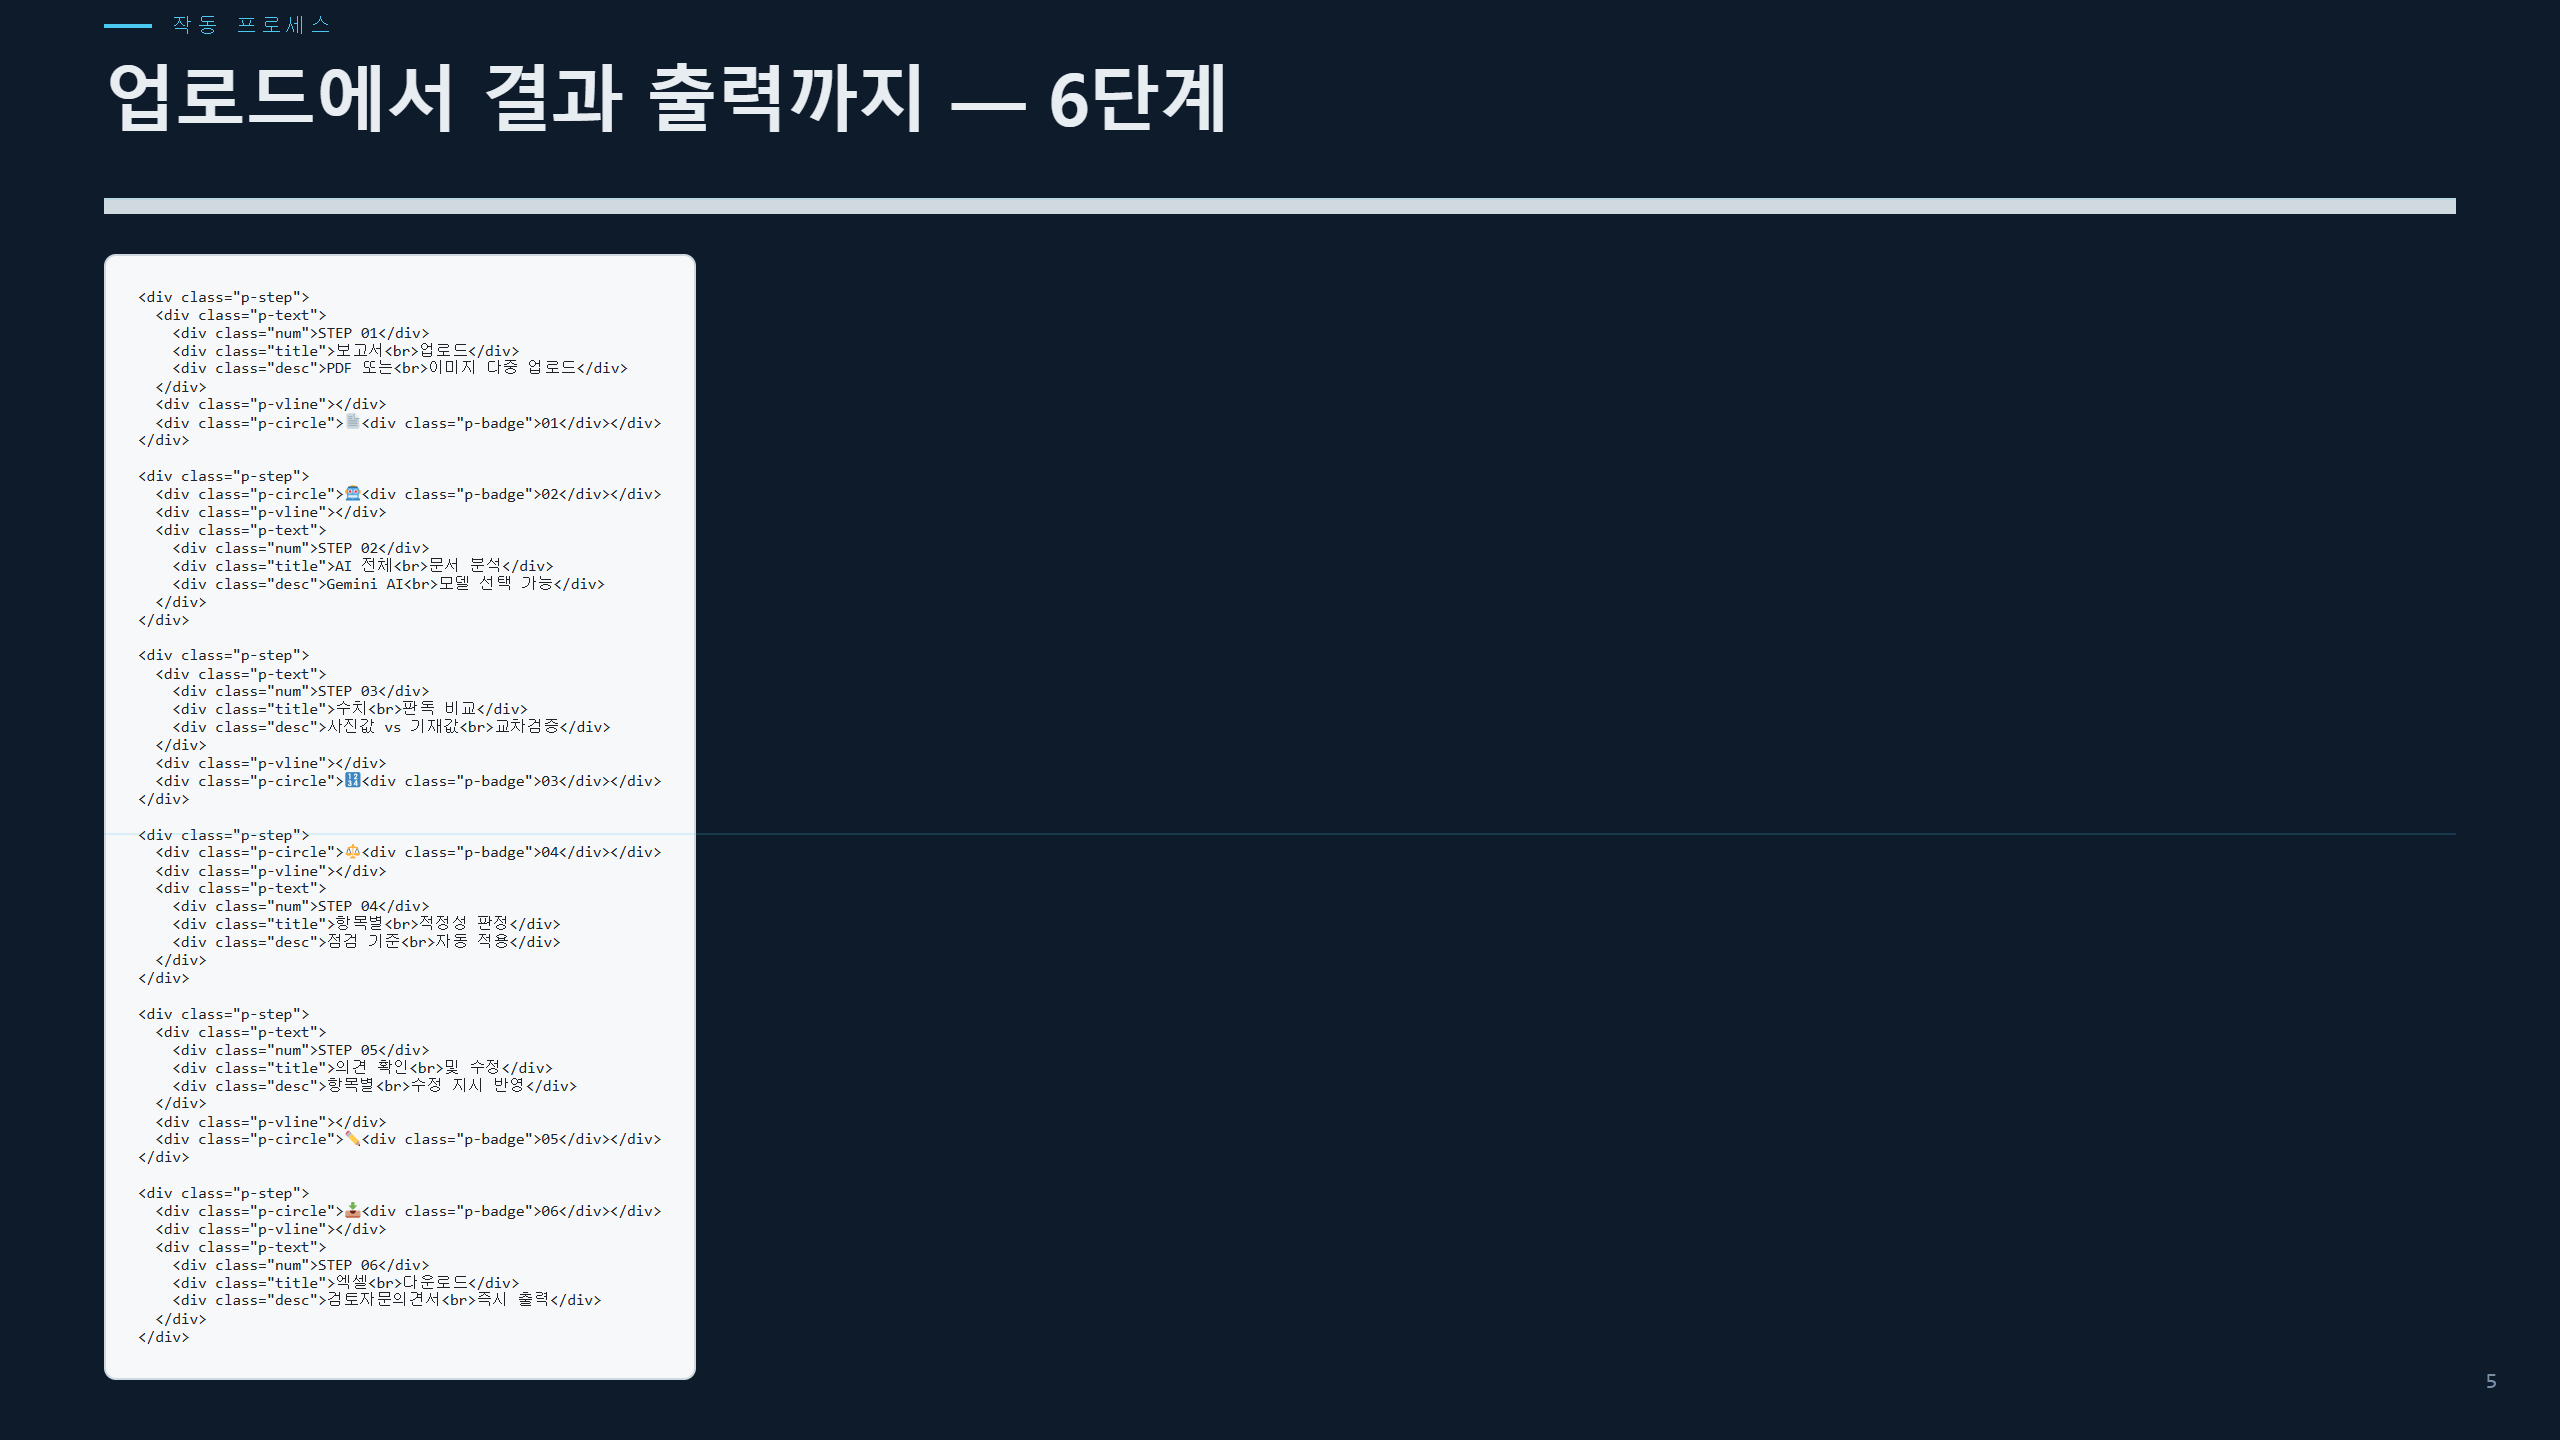 작동 프로세스
업로드에서 결과 출력까지 — 6단계
<div class="p-step">
  <div class="p-text">
    <div class="num">STEP 01</div>
    <div class="title">보고서<br>업로드</div>
    <div class="desc">PDF 또는<br>이미지 다중 업로드</div>
  </div>
  <div class="p-vline"></div>
  <div class="p-circle">📄<div class="p-badge">01</div></div>
</div>

<div class="p-step">
  <div class="p-circle">🤖<div class="p-badge">02</div></div>
  <div class="p-vline"></div>
  <div class="p-text">
    <div class="num">STEP 02</div>
    <div class="title">AI 전체<br>문서 분석</div>
    <div class="desc">Gemini AI<br>모델 선택 가능</div>
  </div>
</div>

<div class="p-step">
  <div class="p-text">
    <div class="num">STEP 03</div>
    <div class="title">수치<br>판독 비교</div>
    <div class="desc">사진값 vs 기재값<br>교차검증</div>
  </div>
  <div class="p-vline"></div>
  <div class="p-circle">🔢<div class="p-badge">03</div></div>
</div>

<div class="p-step">
  <div class="p-circle">⚖️<div class="p-badge">04</div></div>
  <div class="p-vline"></div>
  <div class="p-text">
    <div class="num">STEP 04</div>
    <div class="title">항목별<br>적정성 판정</div>
    <div class="desc">점검 기준<br>자동 적용</div>
  </div>
</div>

<div class="p-step">
  <div class="p-text">
    <div class="num">STEP 05</div>
    <div class="title">의견 확인<br>및 수정</div>
    <div class="desc">항목별<br>수정 지시 반영</div>
  </div>
  <div class="p-vline"></div>
  <div class="p-circle">✏️<div class="p-badge">05</div></div>
</div>

<div class="p-step">
  <div class="p-circle">📥<div class="p-badge">06</div></div>
  <div class="p-vline"></div>
  <div class="p-text">
    <div class="num">STEP 06</div>
    <div class="title">엑셀<br>다운로드</div>
    <div class="desc">검토자문의견서<br>즉시 출력</div>
  </div>
</div>
5